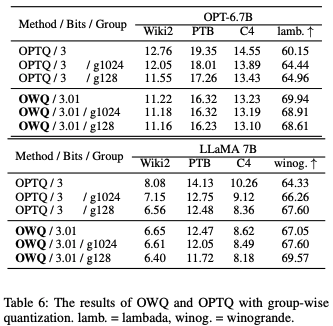 Method / Bits / Group OPT-6.7B
Wiki2 PTB C4 lamb. ↑
OPTQ / 3 12.76 19.35 14.55 60.15
OPTQ / 3 / g1024 12.05 18.01 13.89 64.44
OPTQ / 3 / g128 11.55 17.26 13.43 64.96
OWQ / 3.01 11.22 16.32 13.23 69.94
OWQ / 3.01 / g1024 11.18 16.32 13.19 68.91
OWQ / 3.01 / g128 11.16 16.23 13.10 68.61
Method / Bits / Group LLaMA 7B
Wiki2 PTB C4 winog. ↑
OPTQ / 3 8.08 14.13 10.26 64.33
OPTQ / 3 / g1024 7.15 12.75 9.12 66.26
OPTQ / 3 / g128 6.56 12.48 8.36 67.60
OWQ / 3.01 6.65 12.47 8.62 67.05
OWQ / 3.01 / g1024 6.61 12.05 8.49 67.60
OWQ / 3.01 / g128 6.40 11.72 8.18 69.57
Table 6: The results of OWQ and OPTQ with group-wise
quantization. lamb. = lambada, winog. = winogrande.